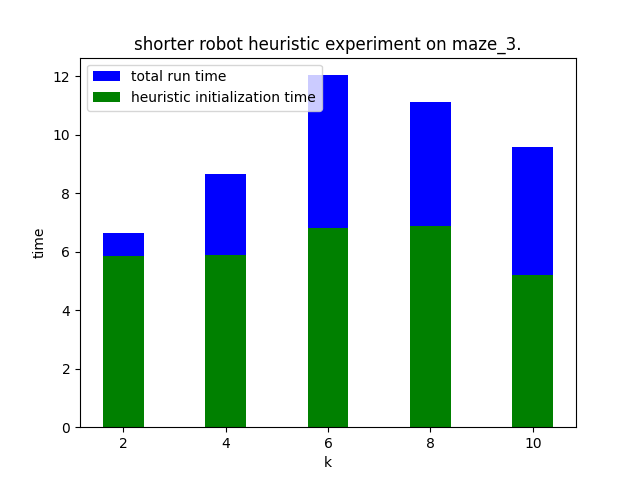 shorter robot heuristic experiment on maze_3.
total run time
heuristic initialization time
time
12
10
8
6
4
2
0
2 4 6 8 10
k